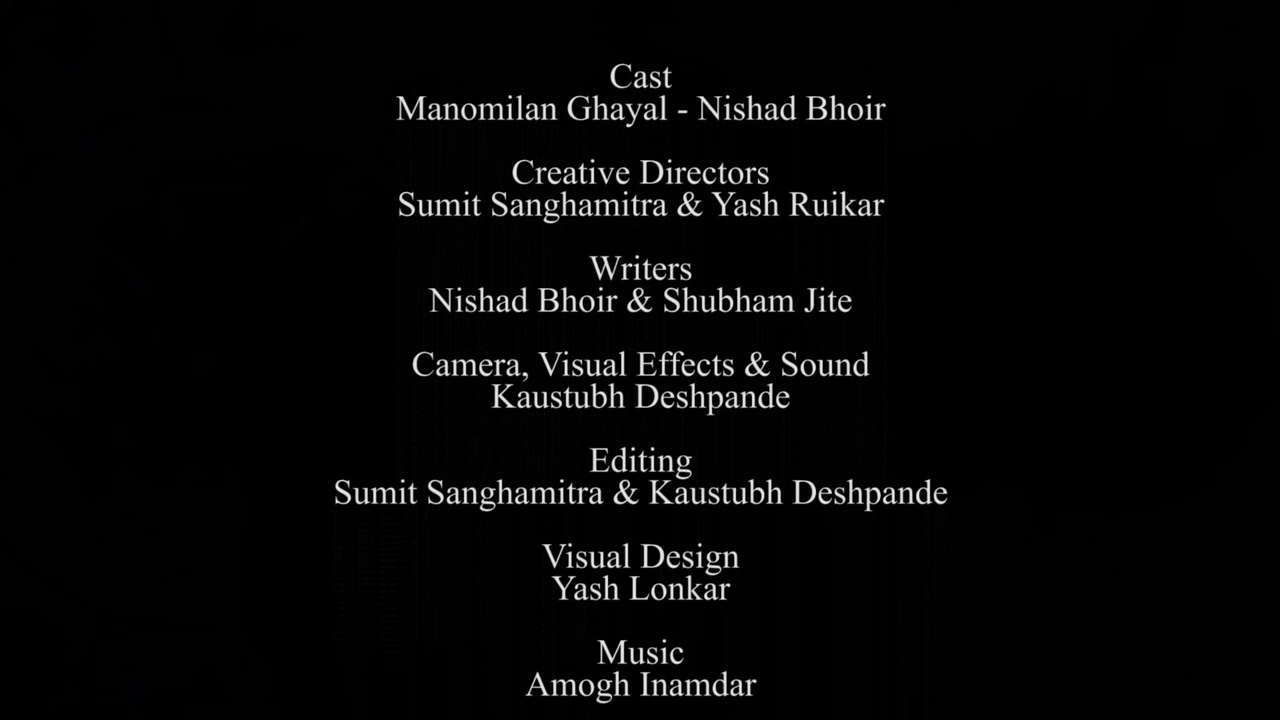 Cast
Manomilan Ghayal - Nishad Bhoir
Creative Directors
Sumit Sanghamitra & Yash Ruikar
Writers
Nishad Bhoir & Shubham Jite
Camera, Visual Effects & Sound
Kaustubh Deshpande
Editing
Sumit Sanghamitra & Kaustubh Deshpande
Visual Design
Yash Lonkar
Music
Amogh Inamdar